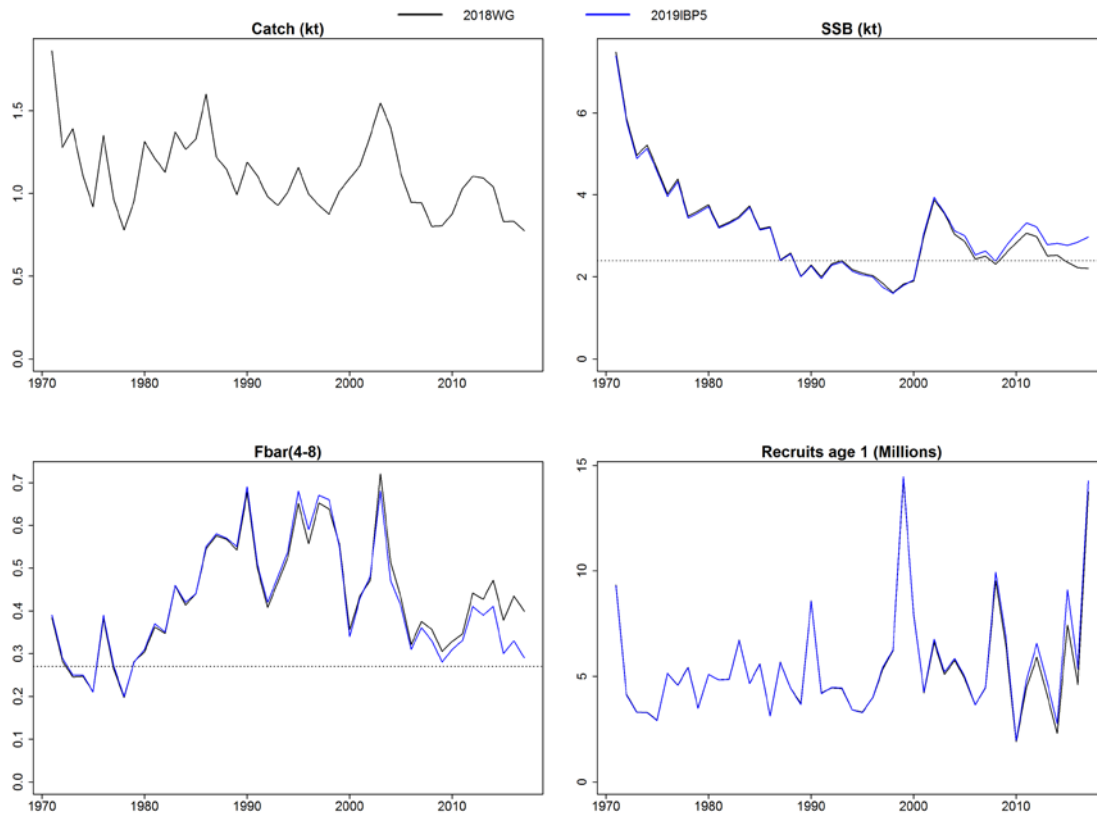 2018WG 2019IBP5
Catch (kt)
0.0 0.5 1.0 1.5
1970 1980 1990 2000 2010
SSB (kt)
0 2 4 6
1970 1980 1990 2000 2010
Fbar(4-8)
0.0 0.1 0.2 0.3 0.4 0.5 0.6 0.7
1970 1980 1990 2000 2010
Recruits age 1 (Millions)
0 5 10 15
1970 1980 1990 2000 2010